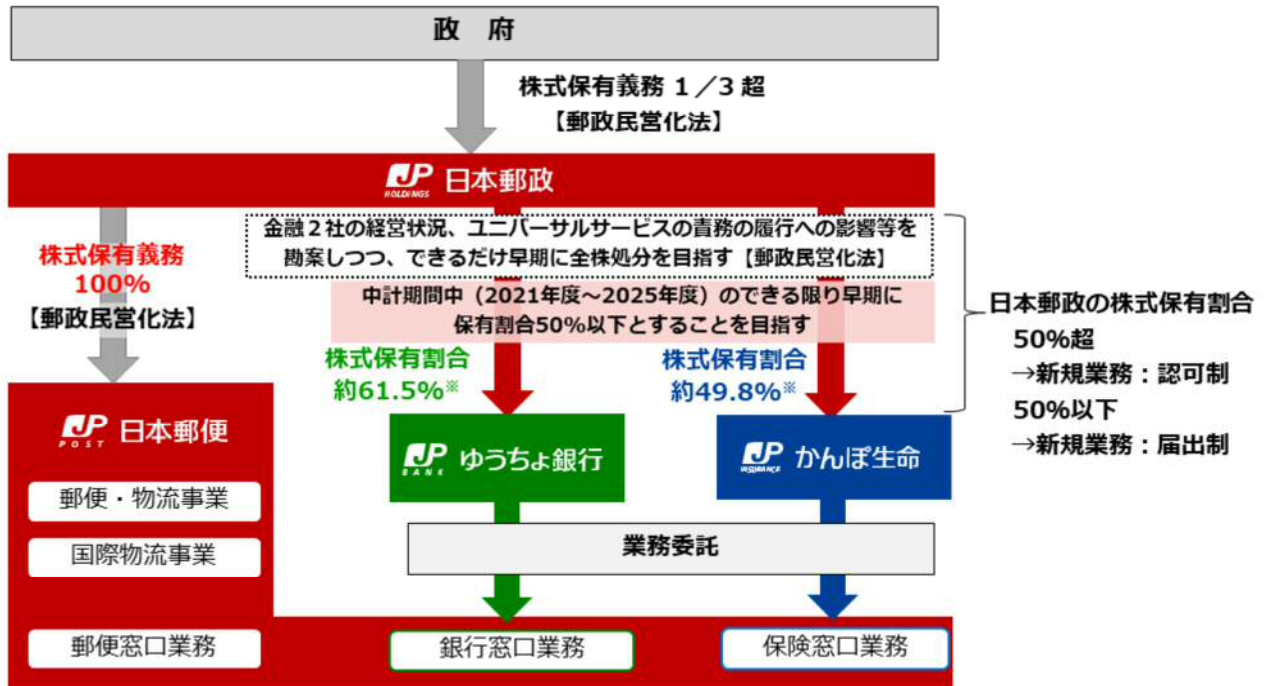 政 府
株式保有義務 1／3 超
【郵政民営化法】
JP HOLDINGS 日本郵政
金融２社の経営状況、ユニバーサルサービスの責務の履行への影響等を
勘案しつつ、できるだけ早期に全株処分を目指す【郵政民営化法】
株式保有義務
100%
【郵政民営化法】
中計期間中（2021年度～2025年度）のできる限り早期に
保有割合50%以下とすることを目指す
株式保有割合
約61.5%※
株式保有割合
約49.8%※
日本郵政の株式保有割合
50%超
→新規業務：認可制
50%以下
→新規業務：届出制
JP POST 日本郵便
JP BANK ゆうちょ銀行
JP INSURANCE かんぽ生命
郵便・物流事業
国際物流事業
業務委託
郵便窓口業務
銀行窓口業務
保険窓口業務